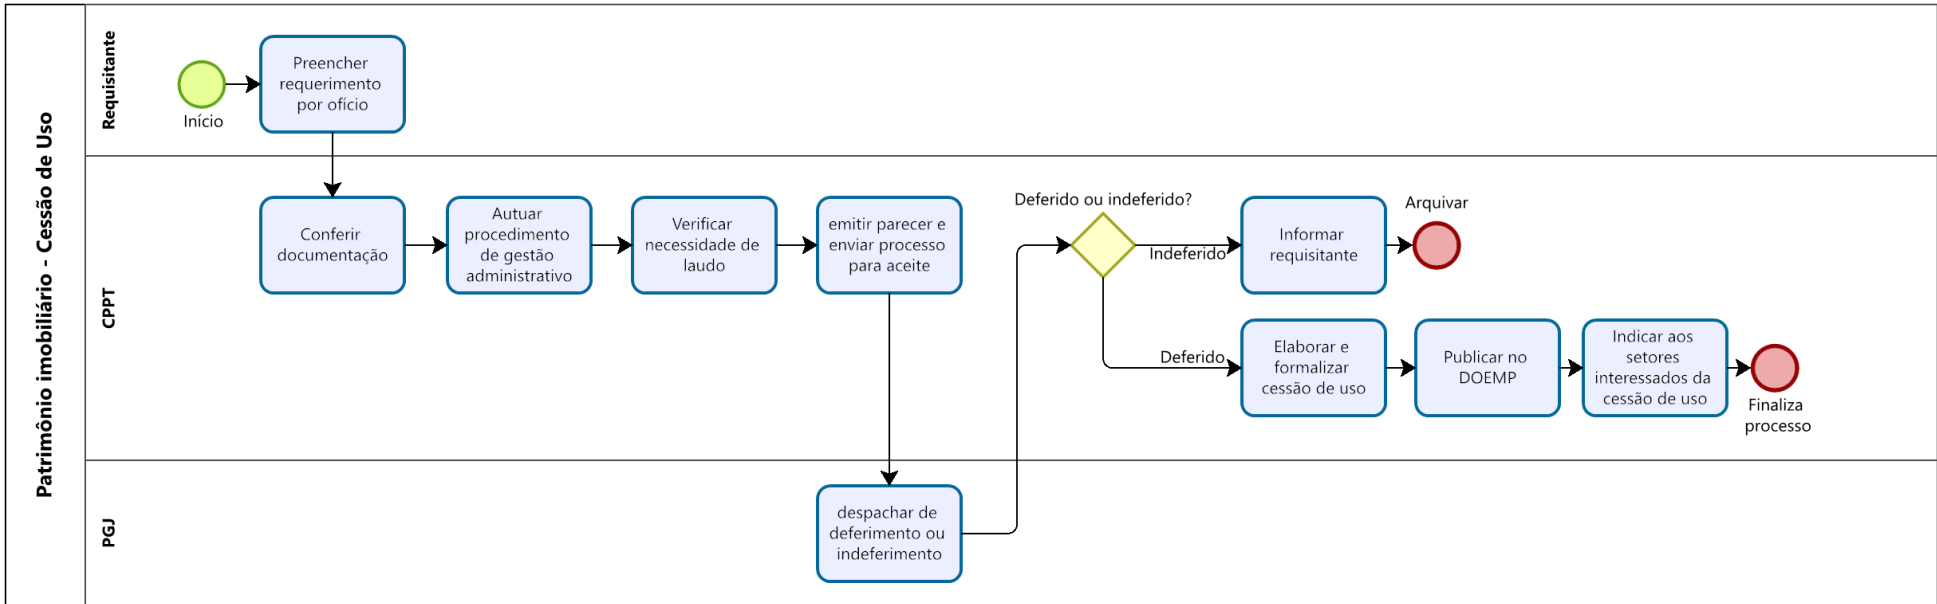 Patrimônio imobiliário - Cessão de Uso
Requisitante
Início
Preencher
requerimento
por ofício
CPPT
Conferir
documentação
Autuar
procedimento
de gestão
administrativo
Verificar
necessidade de
laudo
emitir parecer e
enviar processo
para aceite
Deferido ou indeferido?
Indeferido
Informar
requisitante
Arquivar
Deferido
Elaborar e
formalizar
cessão de uso
Publicar no
DOEMP
Indicar aos
setores
interessados da
cessão de uso
Finaliza
processo
PGJ
despachar de
deferimento ou
indeferimento